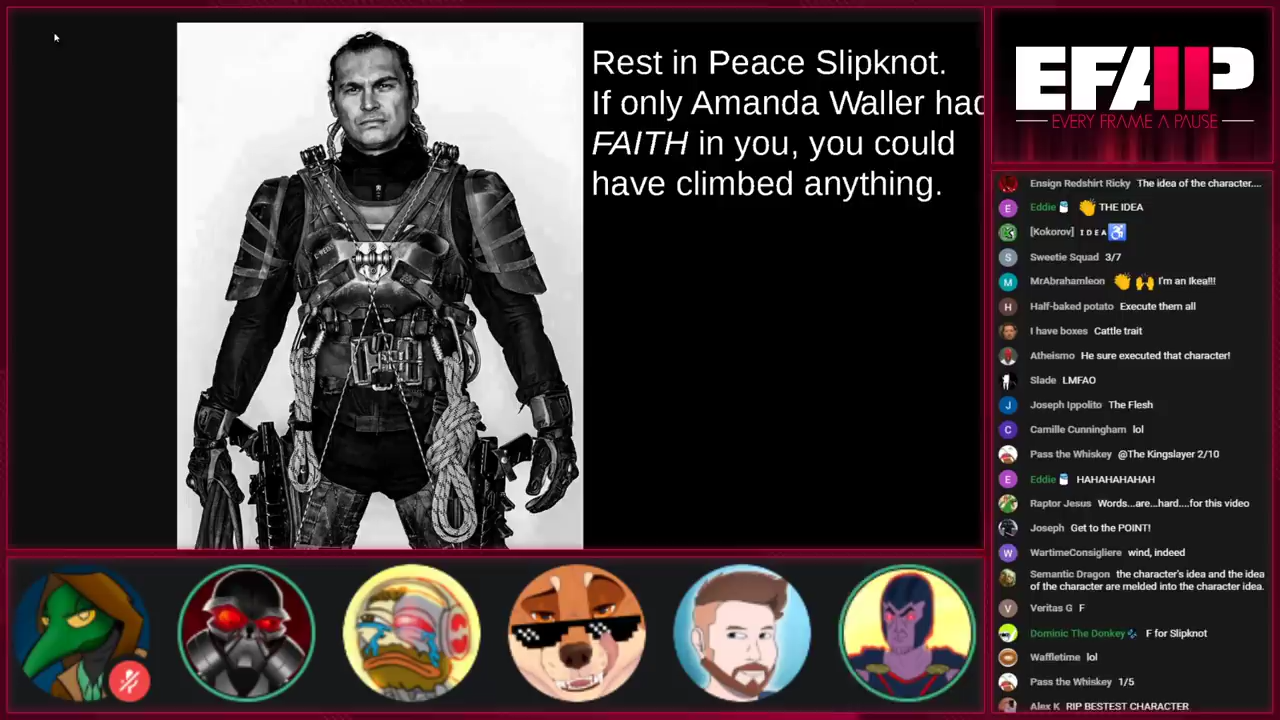 Rest in Peace Slipknot.
If only Amanda Waller had
FAITH in you, you could
have climbed anything.
EFAP
EVERY FRAME A PAUSE
Ensign Redshirt Ricky The idea of the character....
Eddie 👏 THE IDEA
[Kokorov] ɪ ᴅ ᴇ ᴀ ♿
Sweetie Squad 3/7
MrAbrahamleon 👏 🙌 I'm an Ikea!!!
Half-baked potato Execute them all
I have boxes Cattle trait
Atheismo He sure executed that character!
Slade LMFAO
Joseph Ippolito The Flesh
Camille Cunningham lol
Pass the Whiskey @The Kingslayer 2/10
Eddie HAHAHAHAHAH
Raptor Jesus Words...are...hard....for this video
Joseph Get to the POINT!
WartimeConsigliere wind, indeed
Semantic Dragon the character's idea and the idea
of the character are melded into the character idea.
Veritas G F
Dominic The Donkey F for Slipknot
Waffletime lol
Pass the Whiskey 1/5
Alex K RIP BESTEST CHARACTER